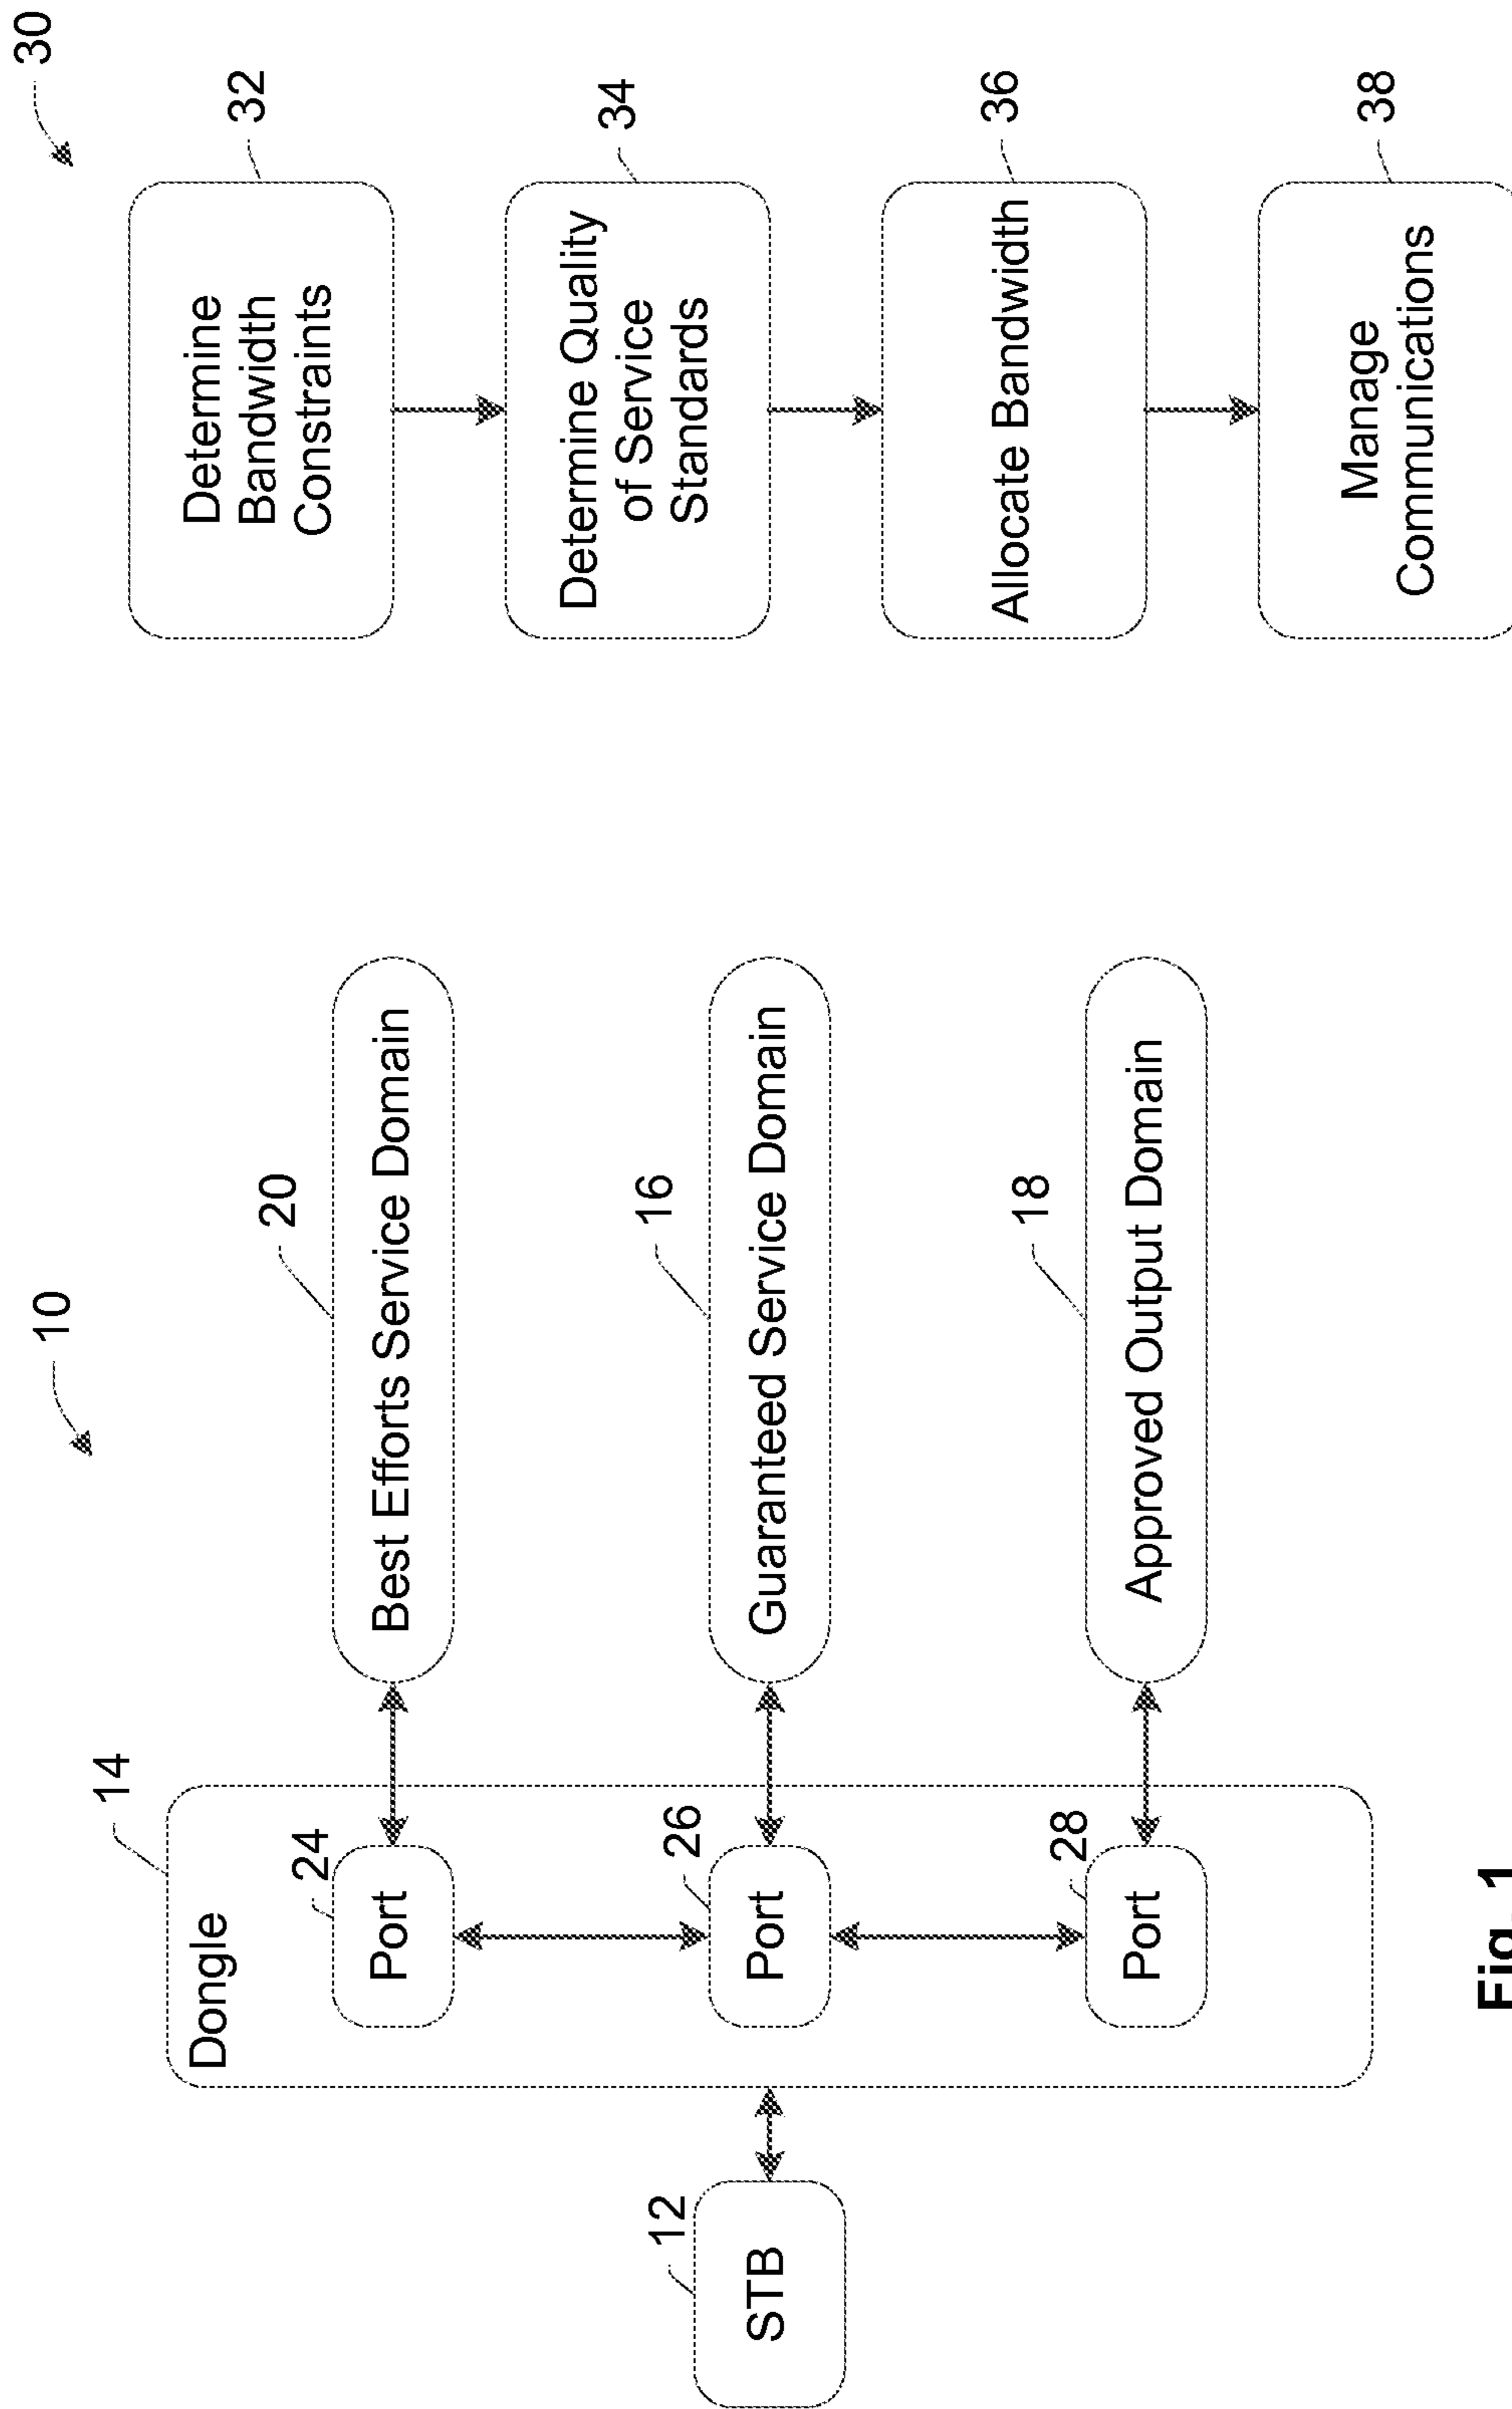 10
14
Dongle
12
STB
24
Port
20
Best Efforts Service Domain
26
Port
16
Guaranteed Service Domain
28
Port
18
Approved Output Domain
Fig. 1
30
32
Determine
Bandwidth
Constraints
34
Determine Quality
of Service
Standards
36
Allocate Bandwidth
38
Manage
Communications